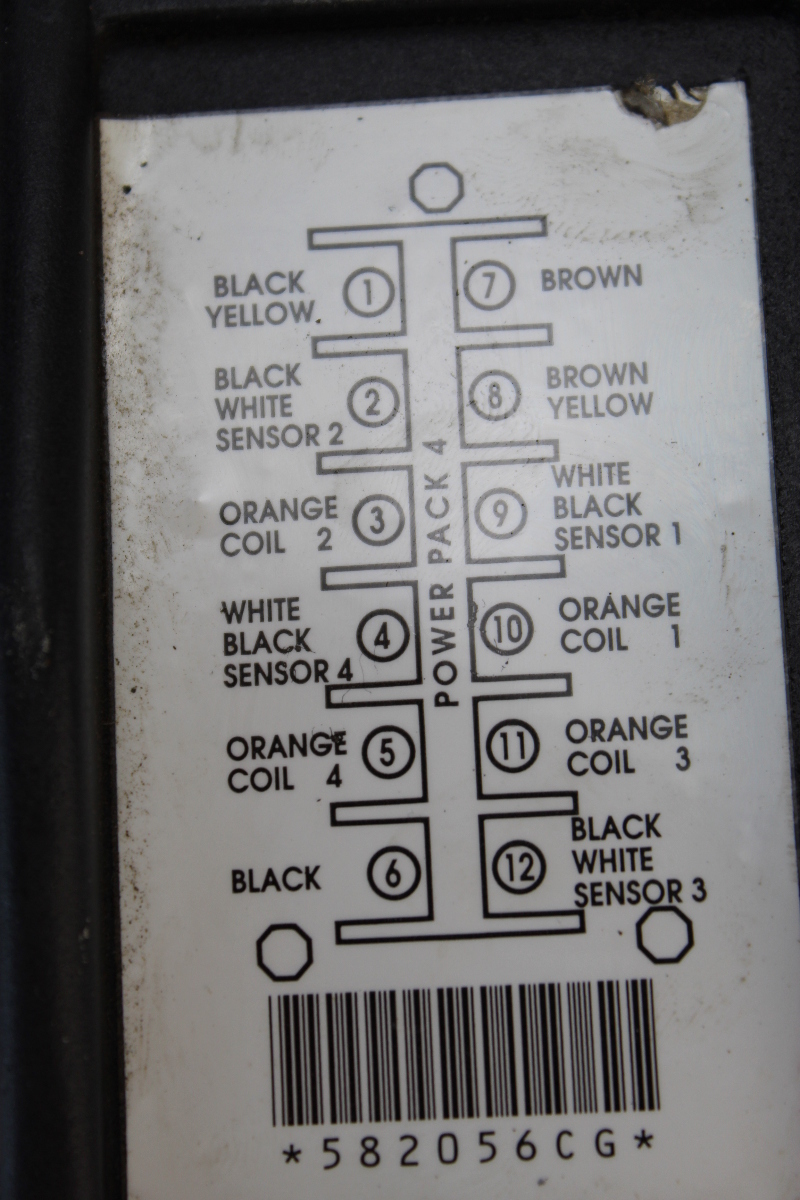 BLACK
YELLOW
1
7
BROWN
BLACK
WHITE
SENSOR 2
2
8
BROWN
YELLOW
ORANGE
COIL 2
3
9
WHITE
BLACK
SENSOR 1
WHITE
BLACK
SENSOR 4
4
10
ORANGE
COIL 1
ORANGE
COIL 4
5
11
ORANGE
COIL 3
BLACK
6
12
BLACK
WHITE
SENSOR 3
POWER PACK 4
*582056CG*